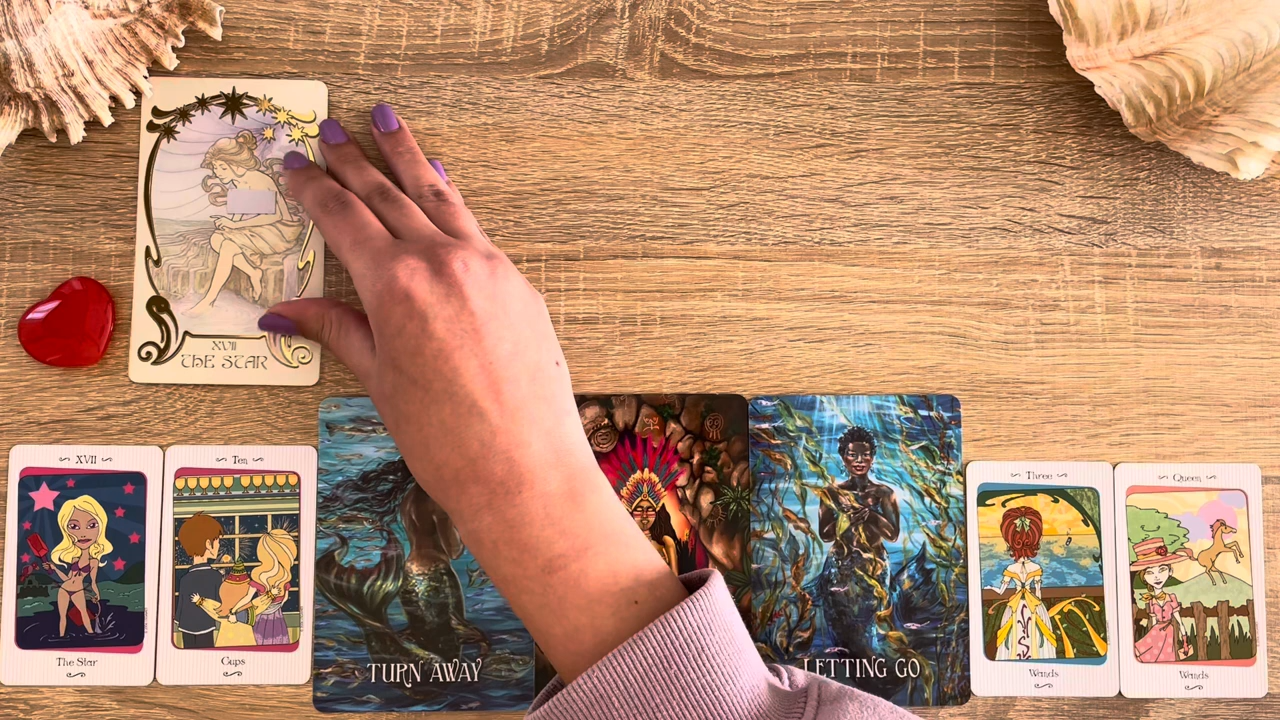 XVII
THE STAR
XVII
The Star
Ten
Cups
TURN AWAY
LETTING GO
Three
Wands
Queen
Wands